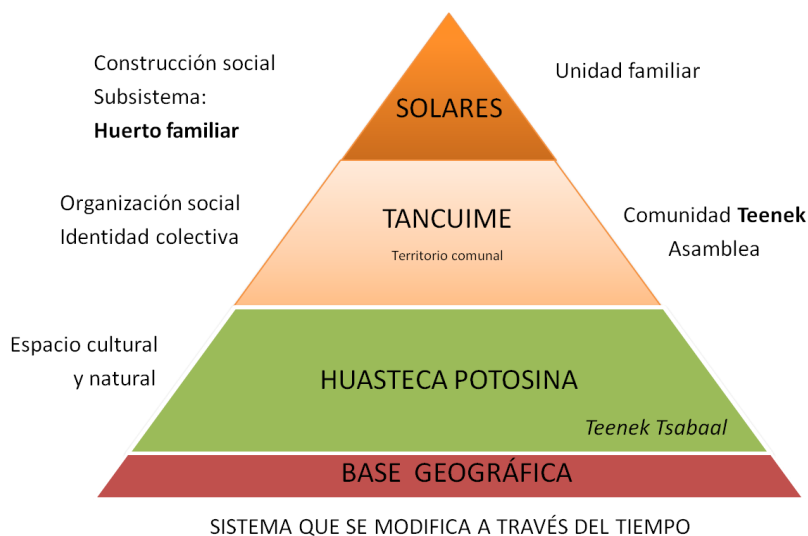 Construcción social
Subsistema:
Huerto familiar
Unidad familiar
SOLARES
Organización social
Identidad colectiva
TANCUIME
Territorio comunal
Comunidad Teenek
Asamblea
Espacio cultural
y natural
HUASTECA POTOSINA
Teenek Tsabaal
BASE GEOGRÁFICA
SISTEMA QUE SE MODIFICA A TRAVÉS DEL TIEMPO